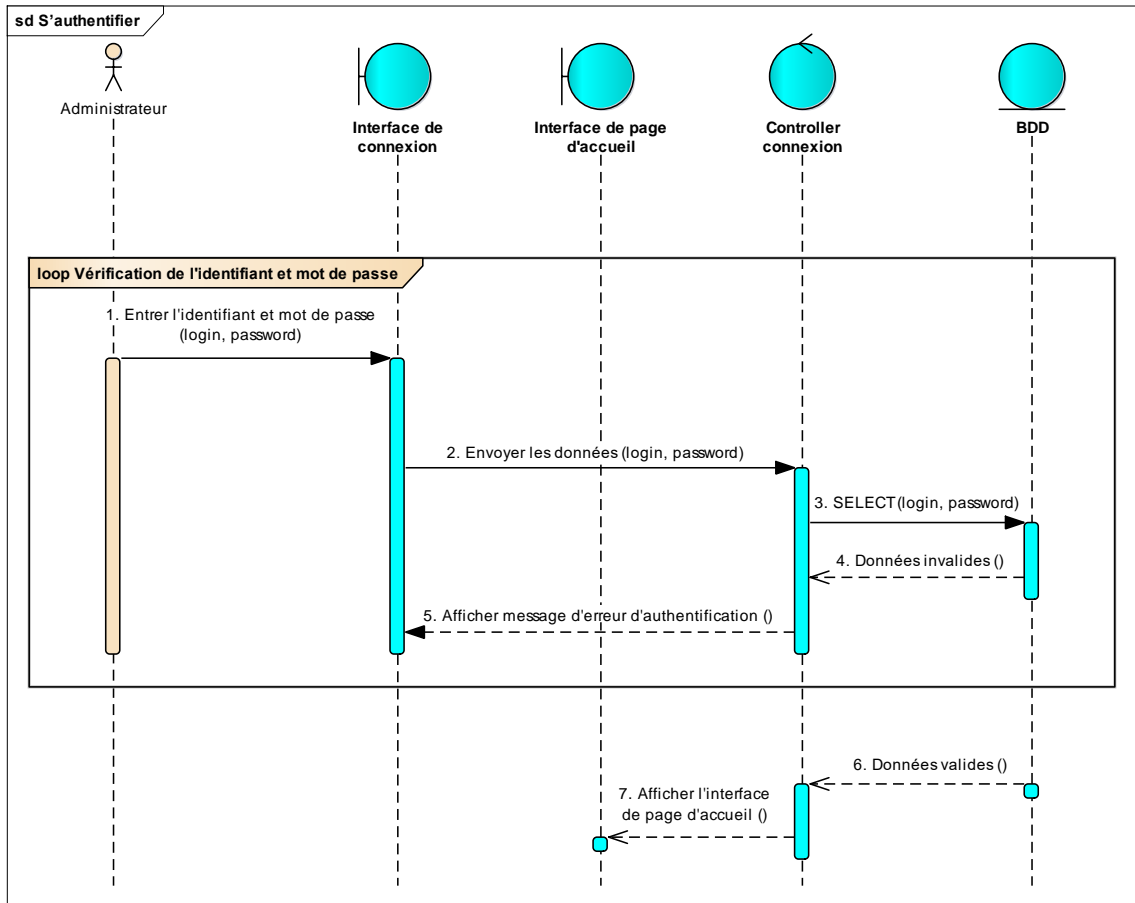 sd S'authentifier
Administrateur
Interface de
connexion
Interface de page
d'accueil
Controller
connexion
BDD
loop Vérification de l'identifiant et mot de passe
1. Entrer l'identifiant et mot de passe
(login, password)
2. Envoyer les données (login, password)
3. SELECT(login, password)
4. Données invalides ()
5. Afficher message d'erreur d'authentification ()
6. Données valides ()
7. Afficher l'interface
de page d'accueil ()